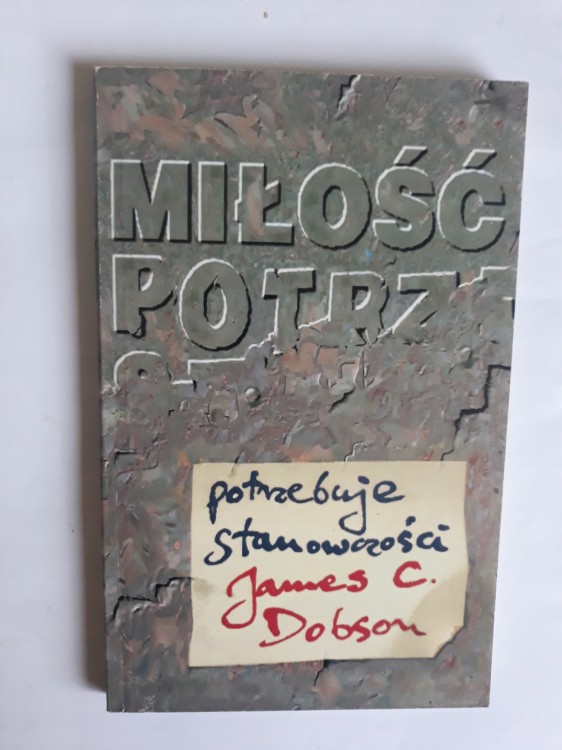 MIŁOŚĆ
POTRZ
potrzebuje
stanowczości
James C.
Dobson